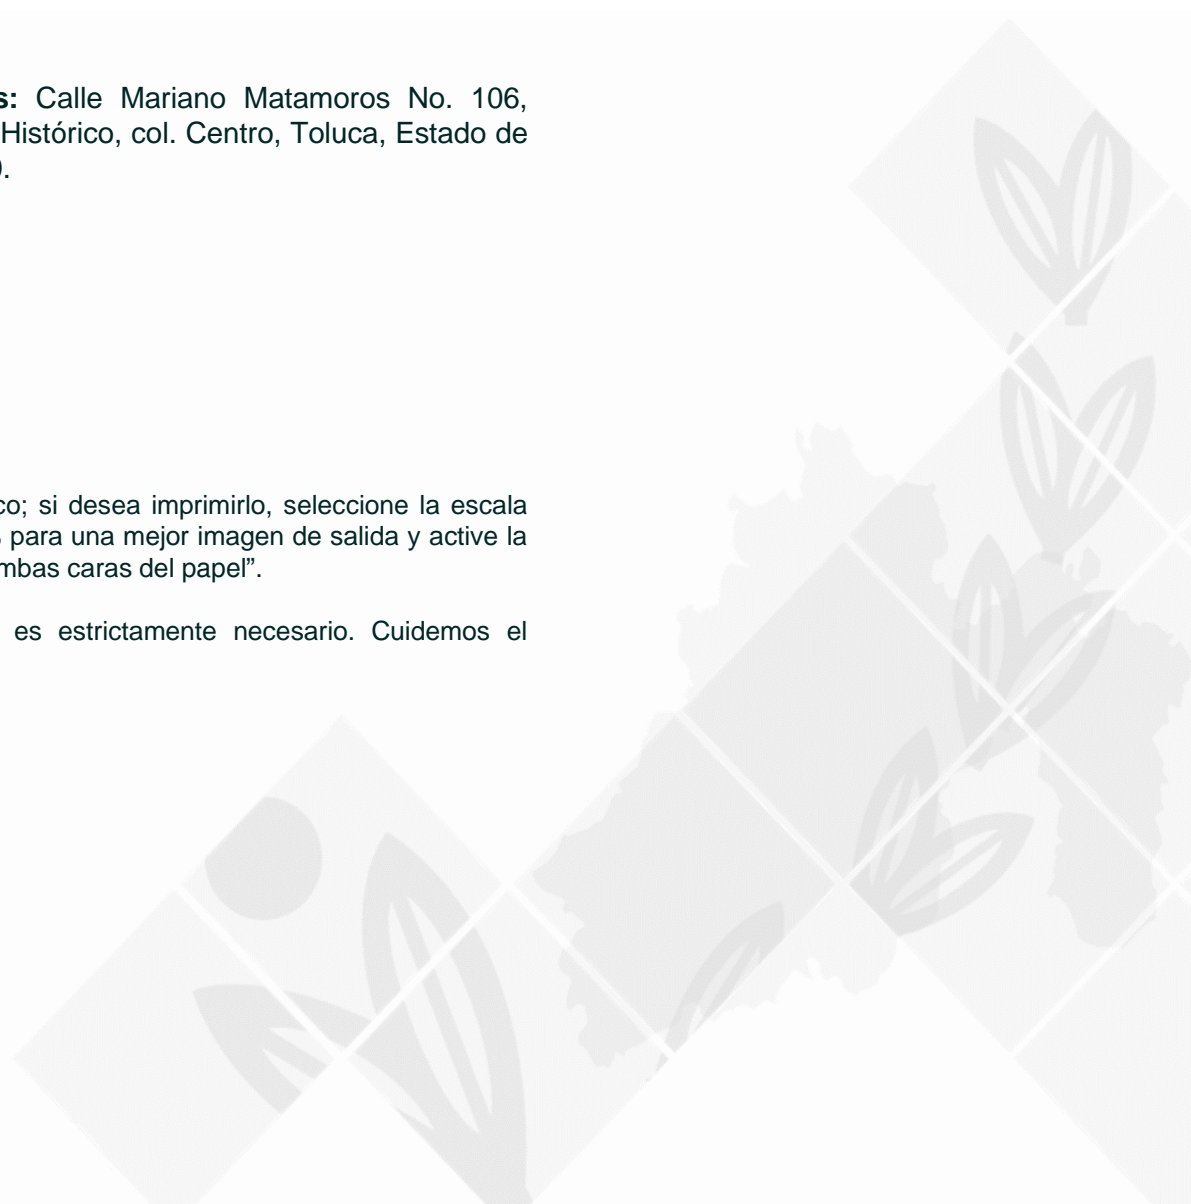 s: Calle Mariano Matamoros No. 106,
Histórico, col. Centro, Toluca, Estado de
).
co; si desea imprimirlo, seleccione la escala
para una mejor imagen de salida y active la
mbas caras del papel”.
es estrictamente necesario. Cuidemos el